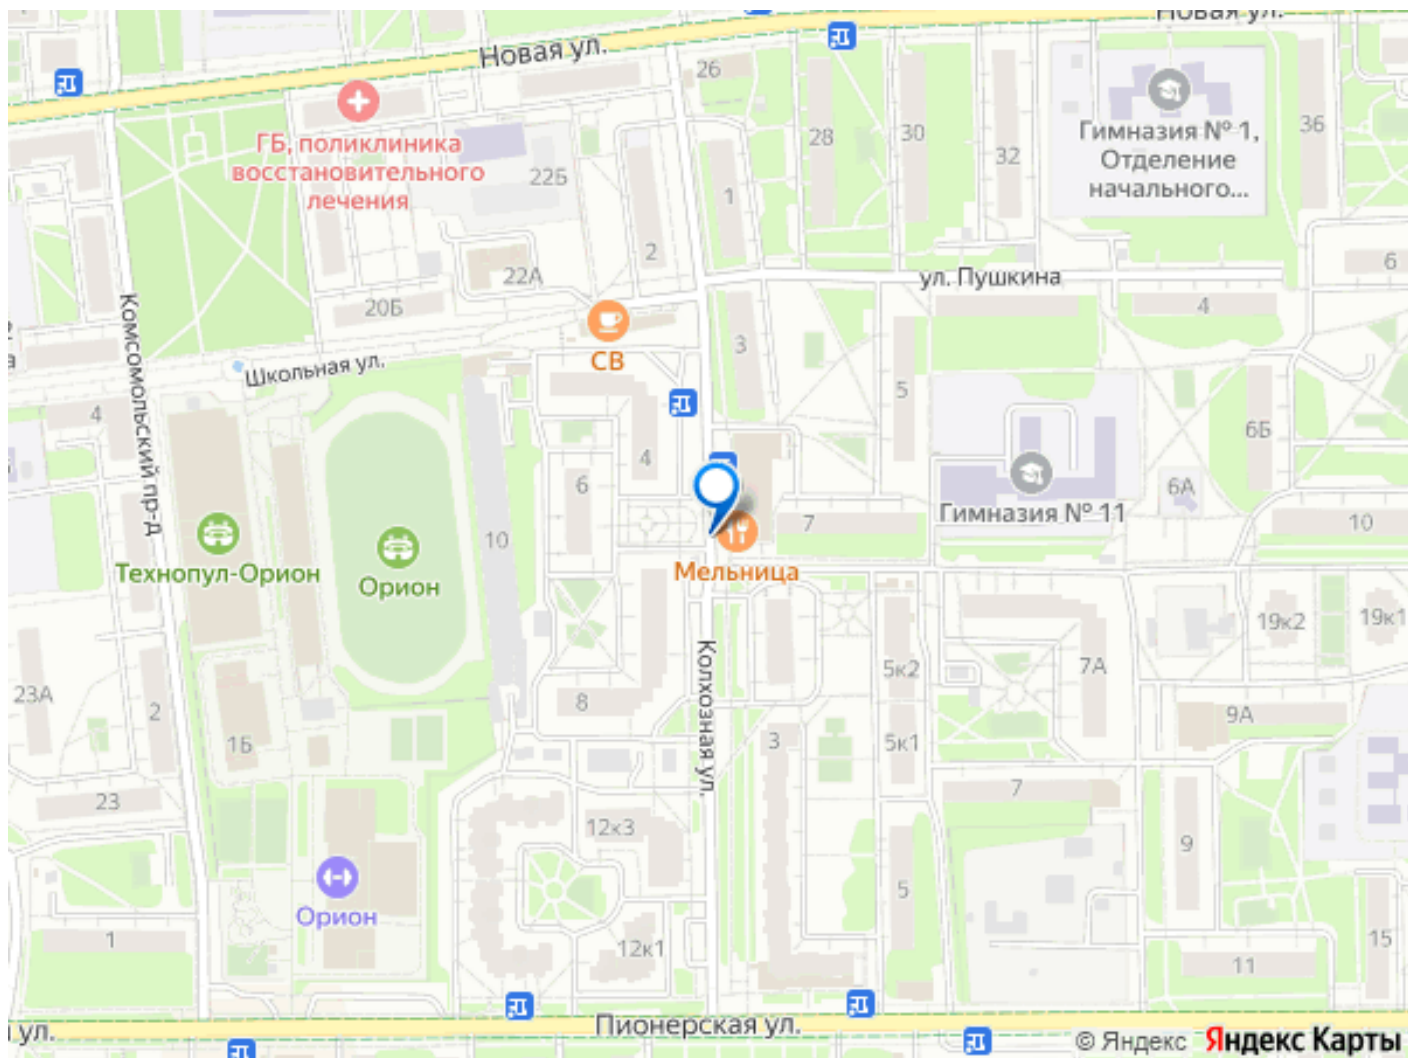 Новая ул.
Новая ул.
26
28
30
32
36
Гимназия № 1,
Отделение
начального...
ГБ, поликлиника
восстановительного
лечения
22Б
1
2
22А
20Б
ул. Пушкина
6
4
СВ
3
Школьная ул.
Комсомольский пр-д
а
4
5
6Б
4
6
10
7
Гимназия № 11
6А
10
Технопул-Орион
Орион
Мельница
19к2
19к1
5к2
7А
23А
2
8
Колхозная ул.
9А
1Б
3
5к1
23
7
12к3
9
5
Орион
1
12к1
11
15
ул.
Пионерская ул.
© Яндекс Яндекс Карты